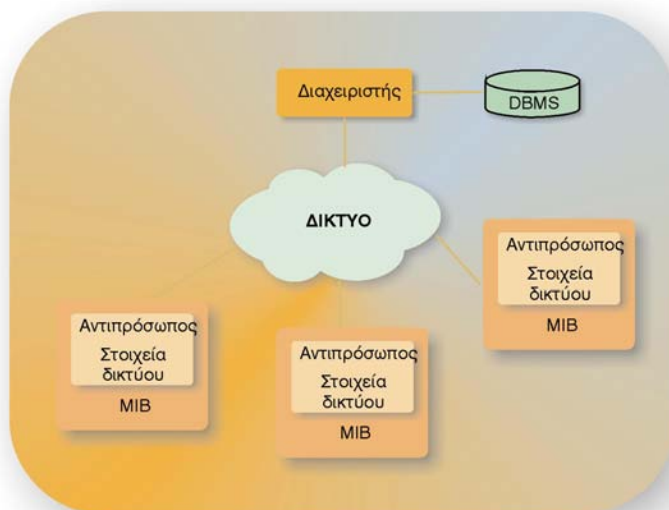 Διαχειριστής
DBMS
ΔΙΚΤΥΟ
Αντιπρόσωπος
Στοιχεία
δικτύου
MIB
Αντιπρόσωπος
Στοιχεία
δικτύου
MIB
Αντιπρόσωπος
Στοιχεία
δικτύου
MIB